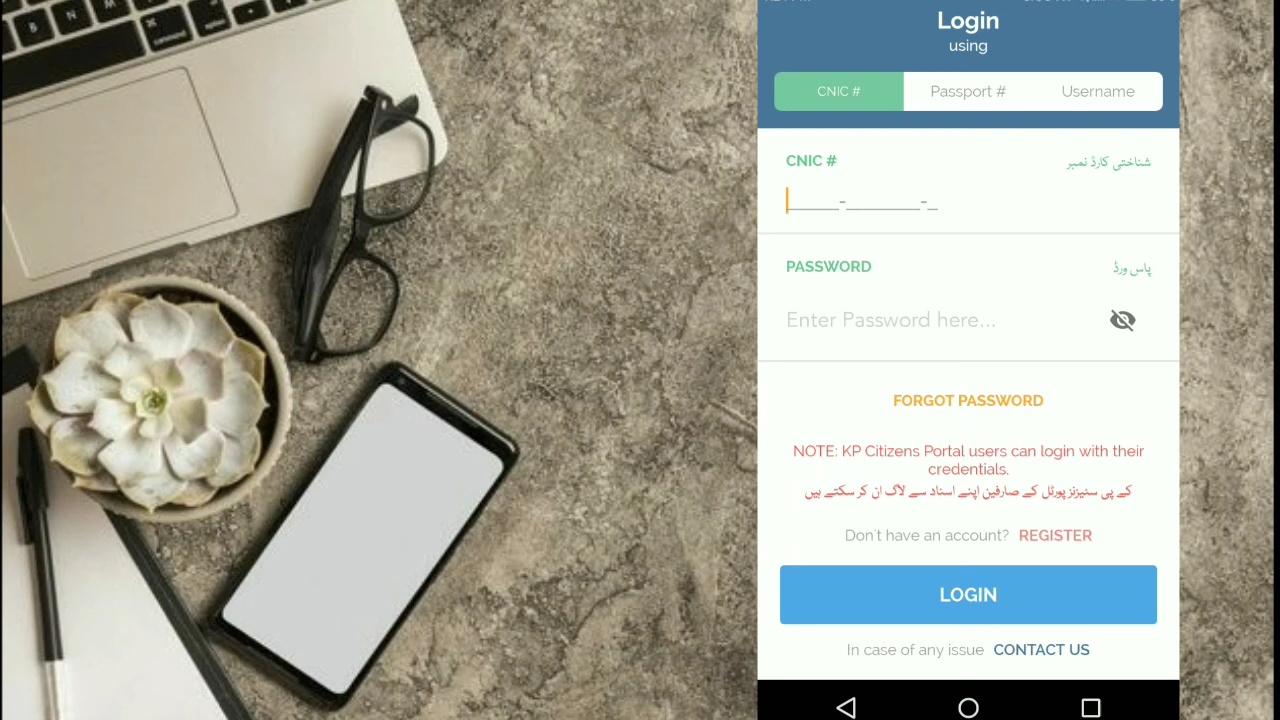 Login
using
CNIC #
Passport #
Username
CNIC #
شناختی کارڈ نمبر
_____-_______-_
PASSWORD
پاس ورڈ
Enter Password here...
FORGOT PASSWORD
NOTE: KP Citizens Portal users can login with their
credentials.
کے پی سٹیزنز پورٹل کے صارفین اپنے اسناد سے لاگ ان کر سکتے ہیں
Don't have an account? REGISTER
LOGIN
In case of any issue CONTACT US
B
N
M
command
option